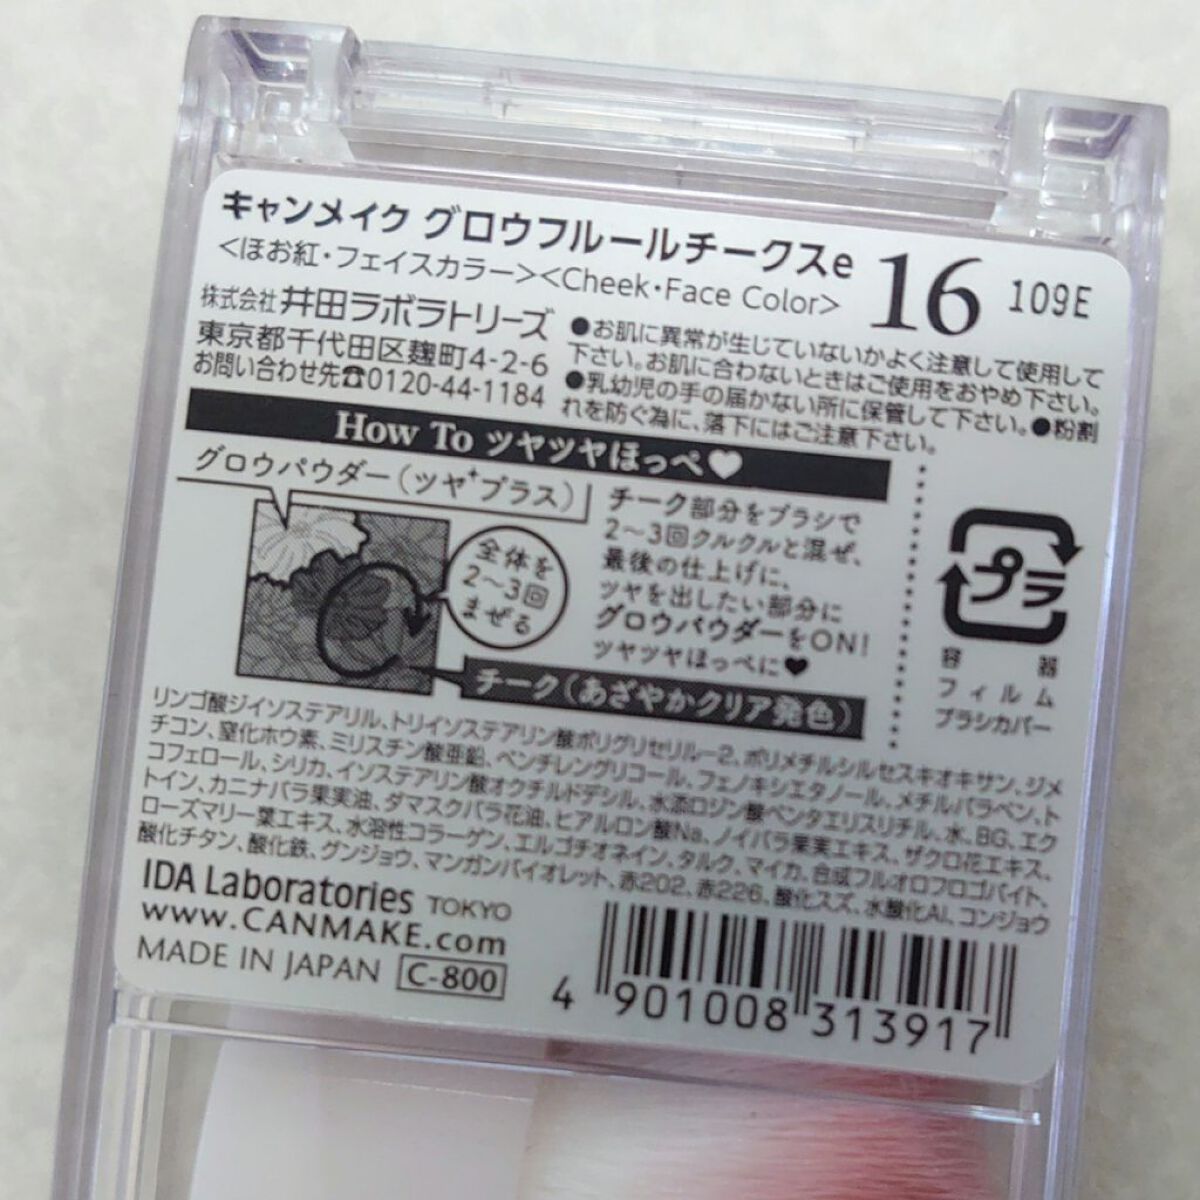 キャンメイク グロウフルールチークスe
<ほお紅・フェイスカラー><Cheek・Face Color>
16 109E
株式会社 井田ラボラトリーズ
東京都千代田区麹町4-2-6
お問い合わせ先☎0120-44-1184
●お肌に異常が生じていないかよく注意して使用して
下さい。お肌に合わないときはご使用をおやめ下さい。
●乳幼児の手の届かない所に保管して下さい。●粉割
れを防ぐ為に、落下にはご注意下さい。
How To ツヤツヤほっぺ♥
グロウパウダー(ツヤ+プラス)
全体を
2〜3回
まぜる
チーク(あざやかクリア発色)
チーク部分をブラシで
2〜3回クルクルと混ぜ、
最後の仕上げに、
ツヤを出したい部分に
グロウパウダーをON!
ツヤツヤほっぺに♥
プラ
容器
フィルム
ブラシカバー
リンゴ酸ジイソステアリル、トリイソステアリン酸ポリグリセリル-2、ポリメチルシルセスキオキサン、ジメ
チコン、窒化ホウ素、ミリスチン酸亜鉛、ペンチレングリコール、フェノキシエタノール、メチルパラベン、ト
コフェロール、シリカ、イソステアリン酸オクチルドデシル、水添ロジン酸ペンタエリスリチル、水、BG、エク
トイン、カニナバラ果実油、ダマスクバラ花油、ヒアルロン酸Na、ノイバラ果実エキス、ザクロ花エキス、
ローズマリー葉エキス、水溶性コラーゲン、エルゴチオネイン、タルク、マイカ、合成フルオロフロゴパイト、
酸化チタン、酸化鉄、グンジョウ、マンガンバイオレット、赤202、赤226、酸化スズ、水酸化Al、コンジョウ
IDA Laboratories TOKYO
www.CANMAKE.com
MADE IN JAPAN C-800
4 901008 313917